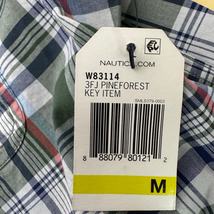 NAUTICA.COM
W83114
3FJ PINEFOREST
KEY ITEM
8 88079 80121 2
M